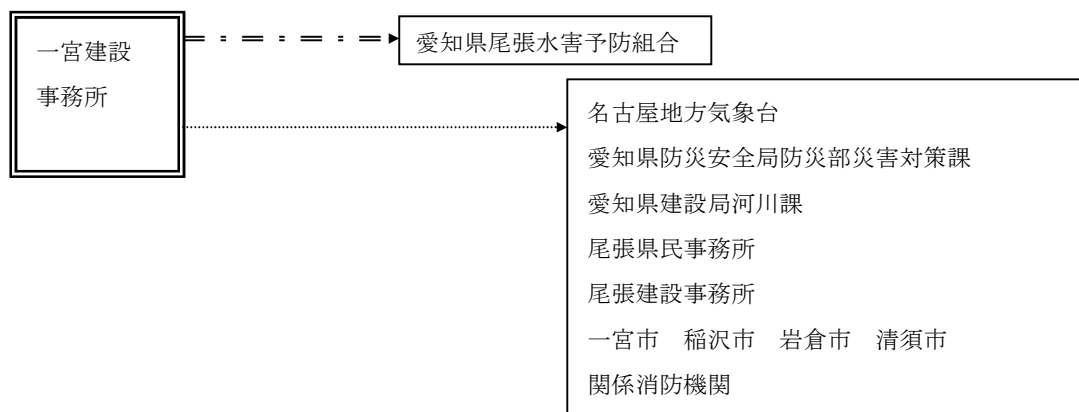 一宮建設
事務所
愛知県尾張水害予防組合
名古屋地方気象台
愛知県防災安全局防災部災害対策課
愛知県建設局河川課
尾張県民事務所
尾張建設事務所
一宮市　稲沢市　岩倉市　清須市
関係消防機関